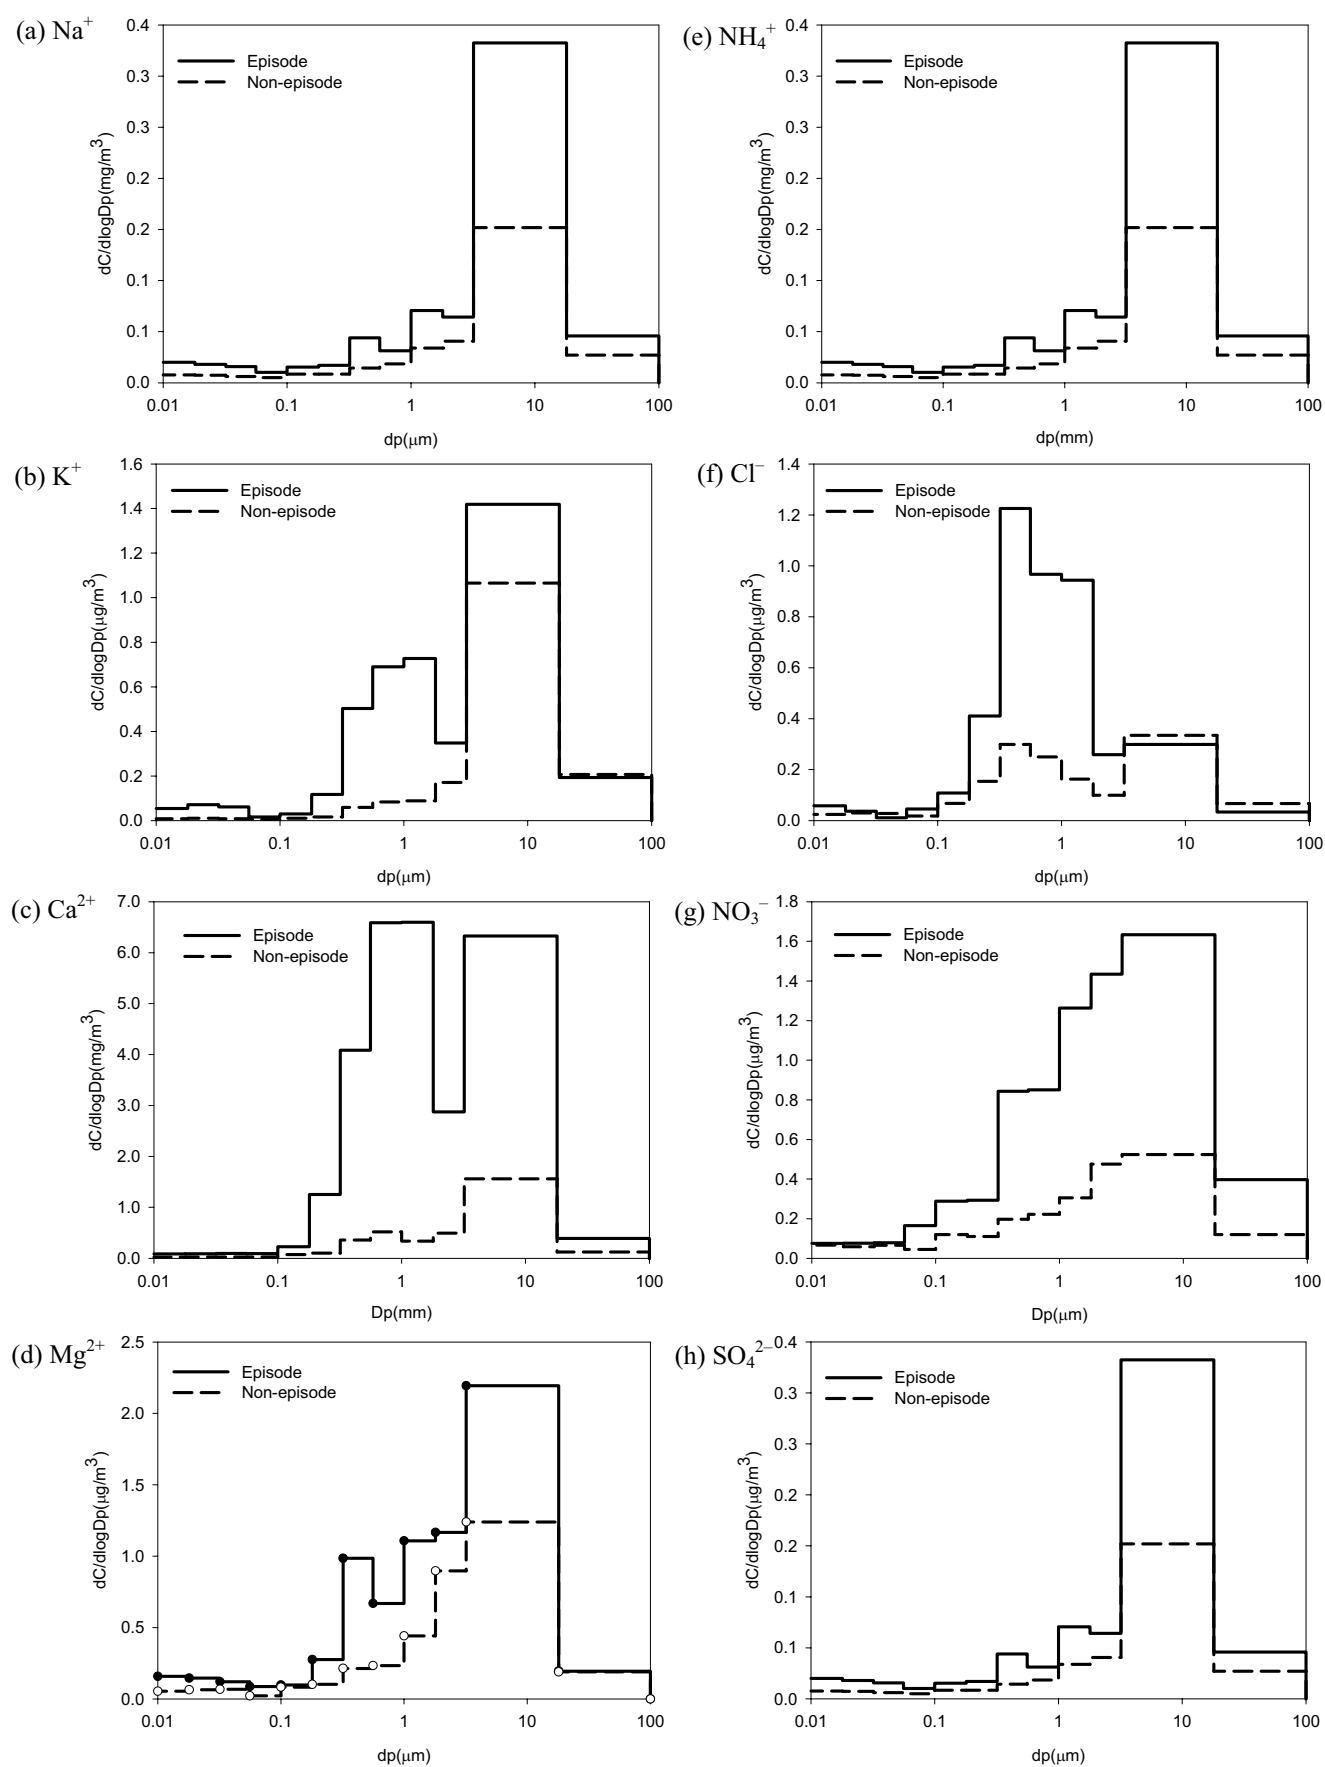 (a) Na+
Episode
Non-episode
dC/dlogDp(mg/m3)
0.4
0.3
0.3
0.2
0.2
0.1
0.1
0.0
0.01 0.1 1 10 100
dp(μm)
(e) NH4+
Episode
Non-episode
dC/dlogDp(mg/m3)
0.4
0.3
0.3
0.2
0.2
0.1
0.1
0.0
0.01 0.1 1 10 100
dp(mm)
(b) K+
Episode
Non-episode
dC/dlogDp(μg/m3)
1.6
1.4
1.2
1.0
0.8
0.6
0.4
0.2
0.0
0.01 0.1 1 10 100
dp(μm)
(f) Cl−
Episode
Non-episode
dC/dlogDp(μg/m3)
1.4
1.2
1.0
0.8
0.6
0.4
0.2
0.0
0.01 0.1 1 10 100
dp(μm)
(c) Ca2+
Episode
Non-episode
dC/dlogDp(mg/m3)
7.0
6.0
5.0
4.0
3.0
2.0
1.0
0.0
0.01 0.1 1 10 100
Dp(mm)
(g) NO3−
Episode
Non-episode
dC/dlogDp(μg/m3)
1.8
1.6
1.4
1.2
1.0
0.8
0.6
0.4
0.2
0.0
0.01 0.1 1 10 100
Dp(μm)
(d) Mg2+
Episode
Non-episode
dC/dlogDp(μg/m3)
2.5
2.0
1.5
1.0
0.5
0.0
0.01 0.1 1 10 100
dp(μm)
(h) SO42−
Episode
Non-episode
dC/dlogDp(μg/m3)
0.4
0.3
0.3
0.2
0.2
0.1
0.1
0.0
0.01 0.1 1 10 100
dp(μm)